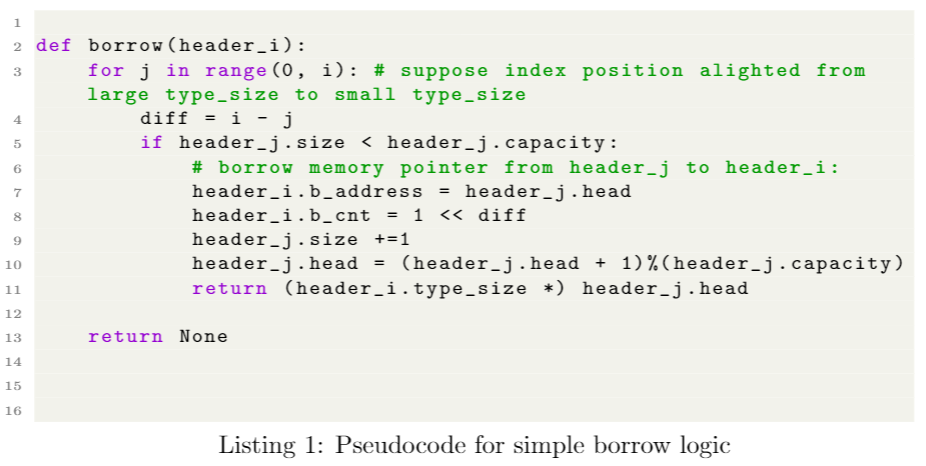 1
2 def borrow(header_i):
3 for j in range(0, i): # suppose index position alighted from
large type_size to small type_size
4 diff = i - j
5 if header_j.size < header_j.capacity:
6 # borrow memory pointer from header_j to header_i:
7 header_i.b_address = header_j.head
8 header_i.b_cnt = 1 << diff
9 header_j.size +=1
10 header_j.head = (header_j.head + 1)%(header_j.capacity)
11 return (header_i.type_size *) header_j.head
12
13 return None
14
15
16
Listing 1: Pseudocode for simple borrow logic